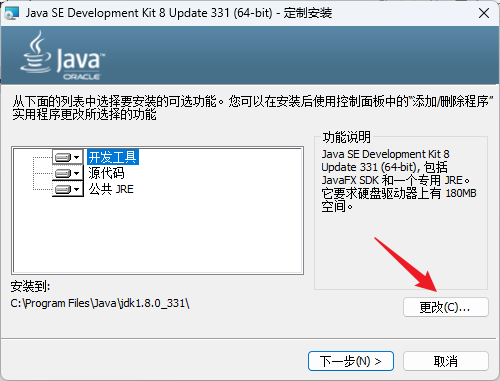 Java SE Development Kit 8 Update 331 (64-bit) - 定制安装
Java
ORACLE
从下面的列表中选择要安装的可选功能。您可以在安装后使用控制面板中的“添加/删除程序”
实用程序更改所选择的功能
功能说明
开发工具
源代码
公共 JRE
Java SE Development Kit 8
Update 331 (64-bit), 包括
JavaFX SDK 和一个专用 JRE。
它要求硬盘驱动器上有 180MB
空间。
安装到:
C:\Program Files\Java\jdk1.8.0_331\
更改(C)...
下一步(N) >
取消